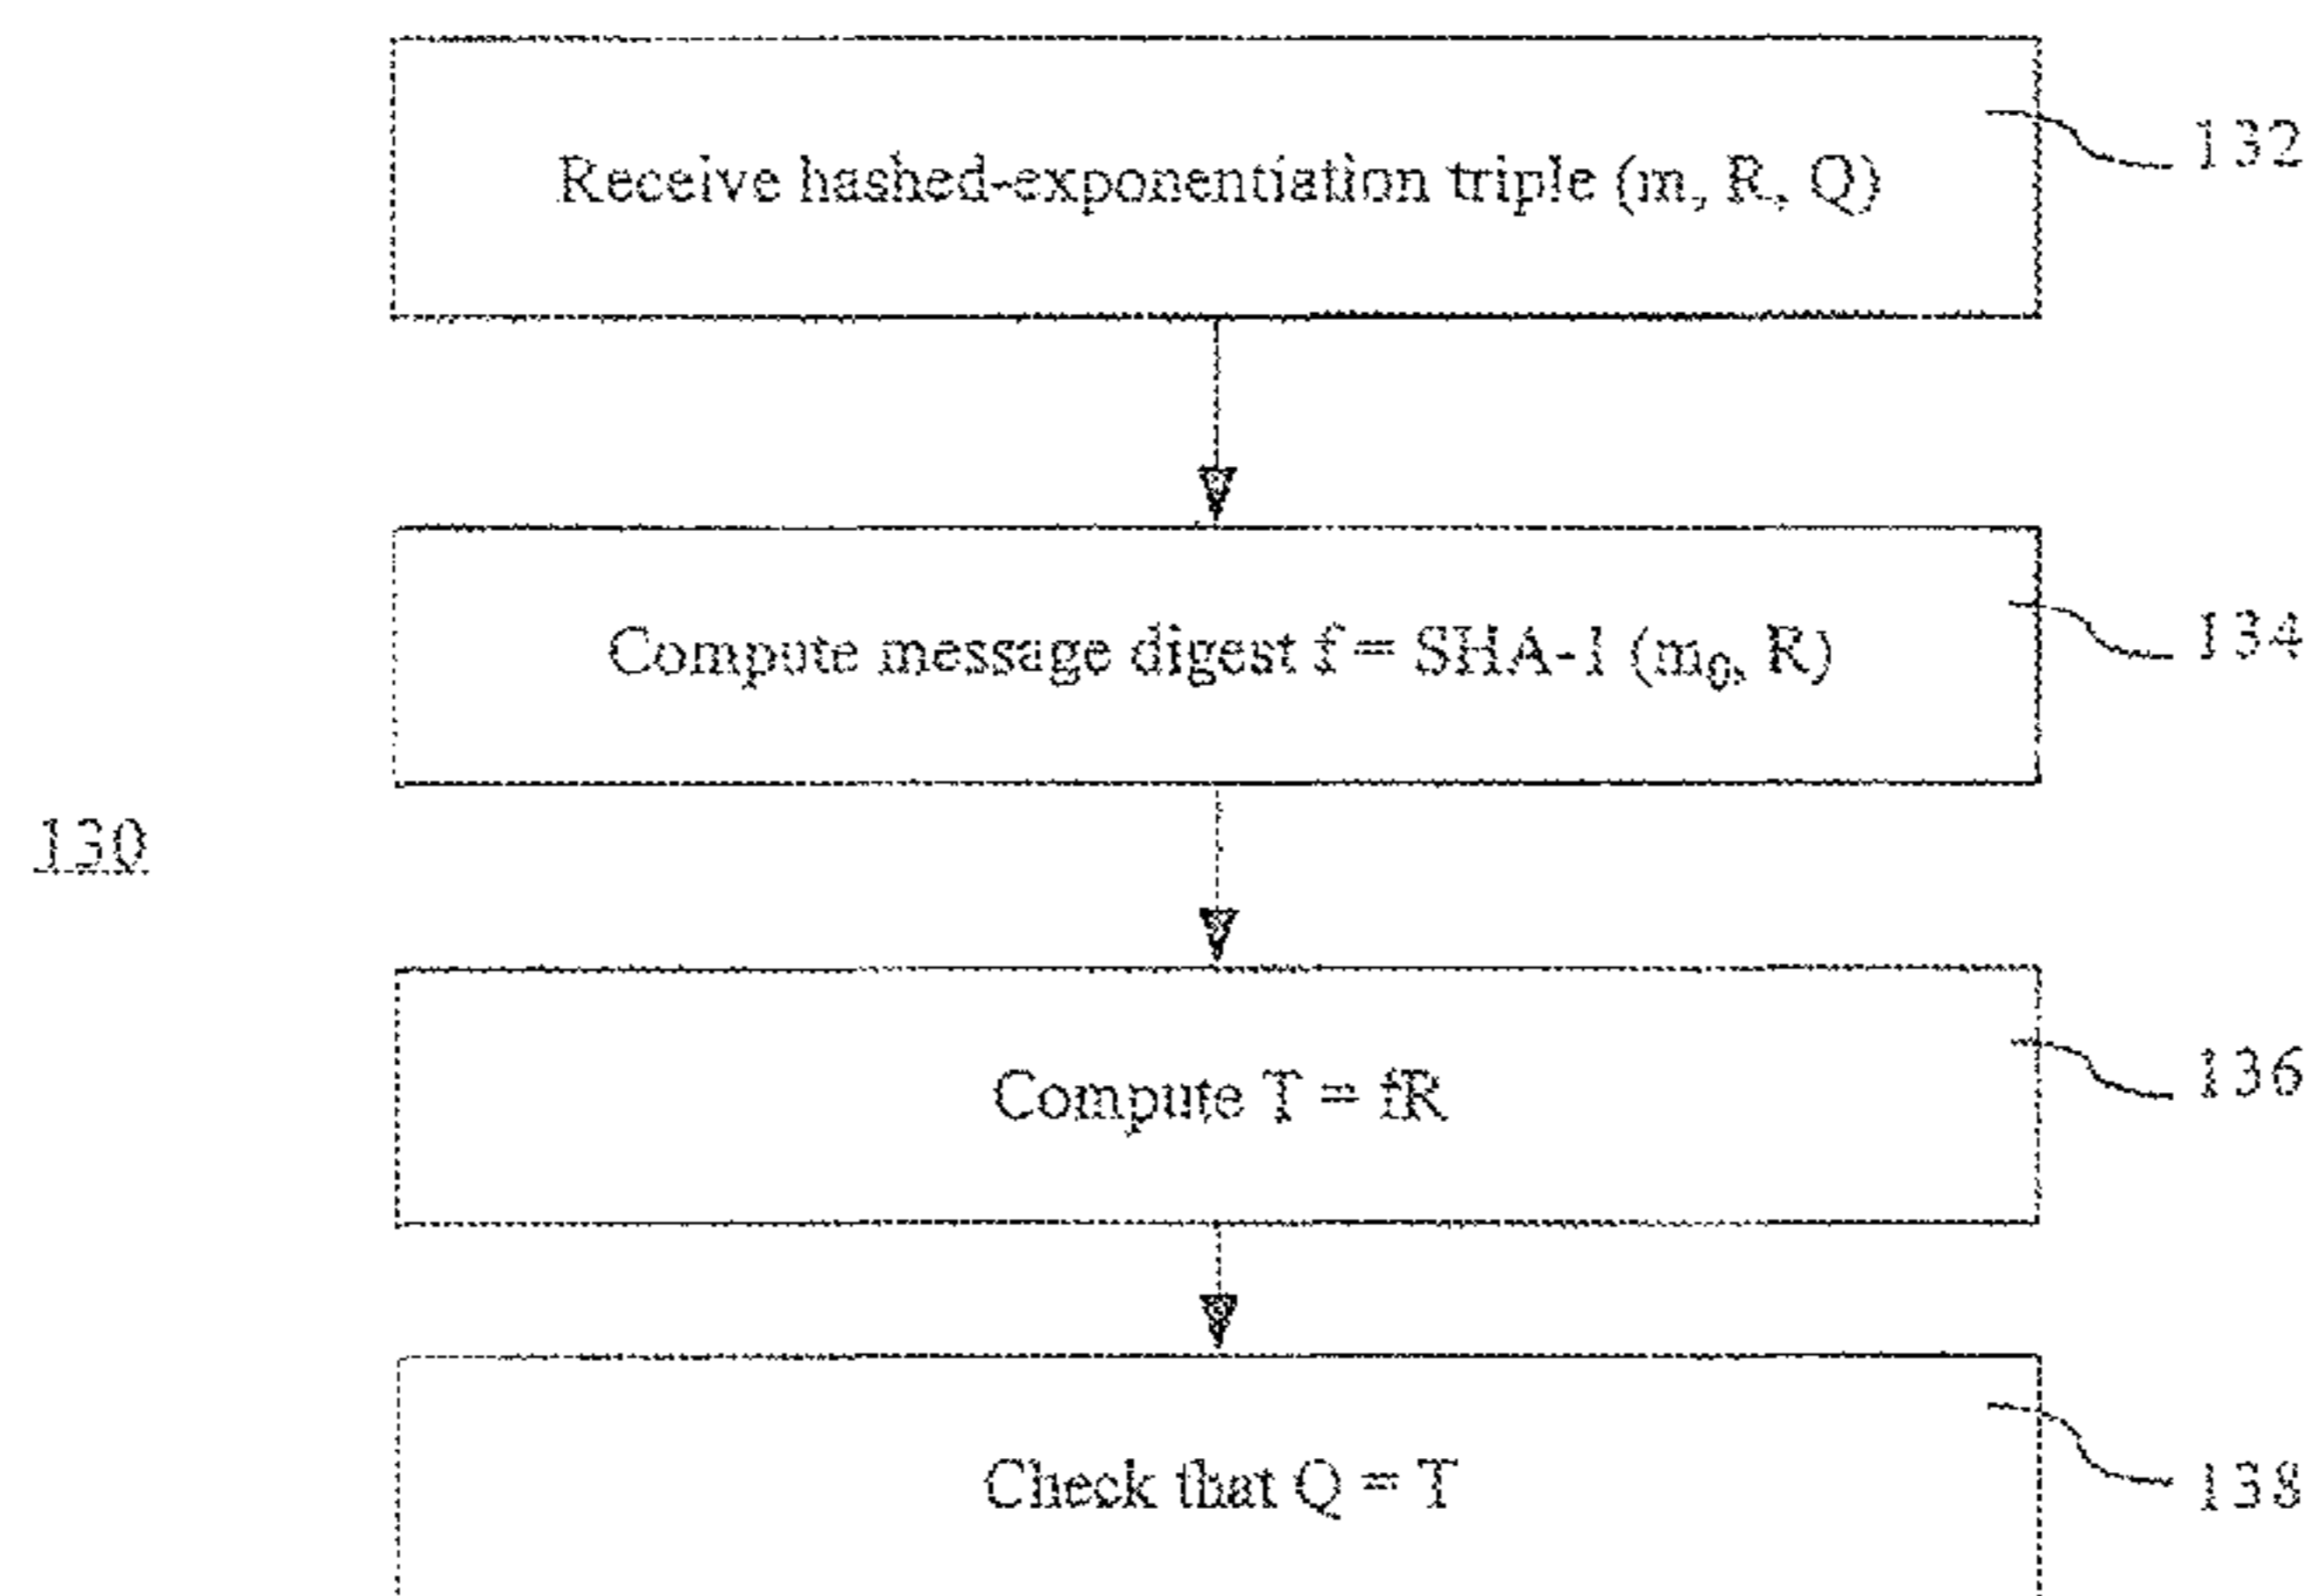 Receive hashed-exponentiation triple (m, R, Q)
132
Compute message digest f = SHA-1 (m₀, R)
134
130
Compute T = fR
136
Check that Q = T
138